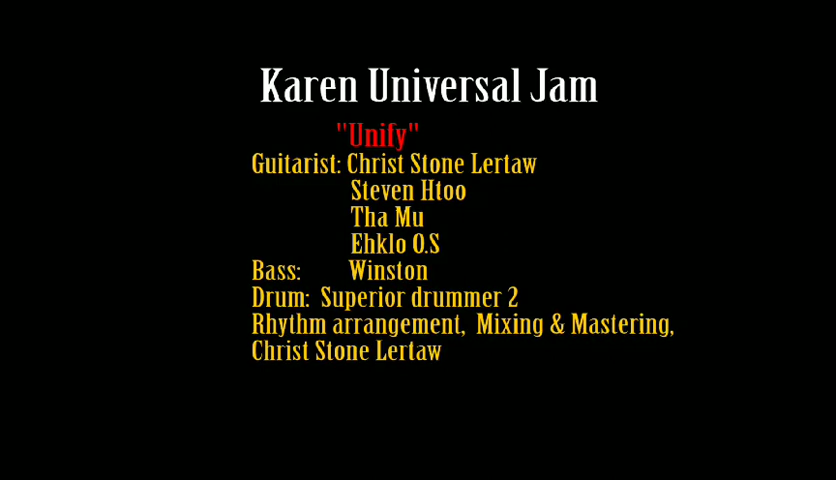 Karen Universal Jam
"Unify"
Guitarist: Christ Stone Lertaw
Steven Htoo
Tha Mu
Ehklo O.S
Bass: Winston
Drum: Superior drummer 2
Rhythm arrangement, Mixing & Mastering,
Christ Stone Lertaw